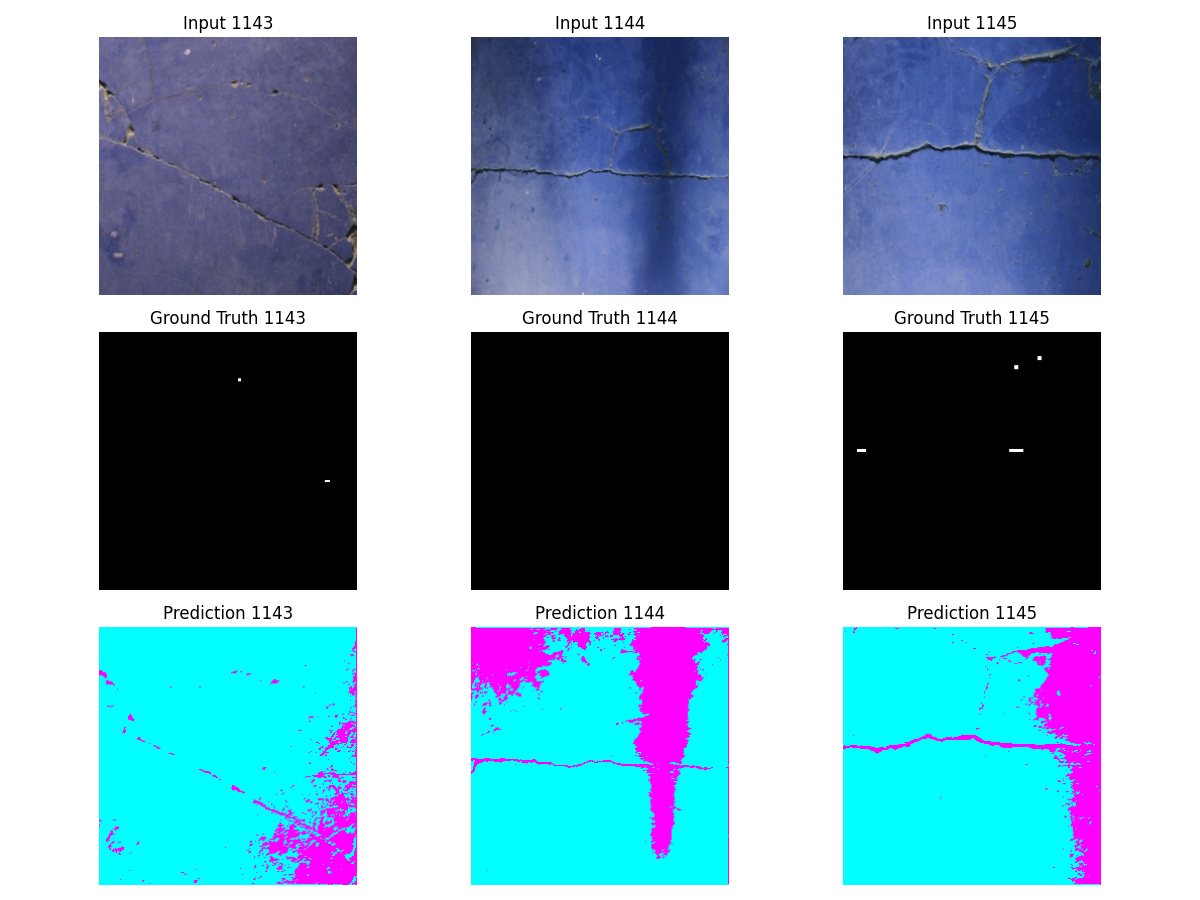 Input 1143
Input 1144
Input 1145
Ground Truth 1143
Ground Truth 1144
Ground Truth 1145
Prediction 1143
Prediction 1144
Prediction 1145